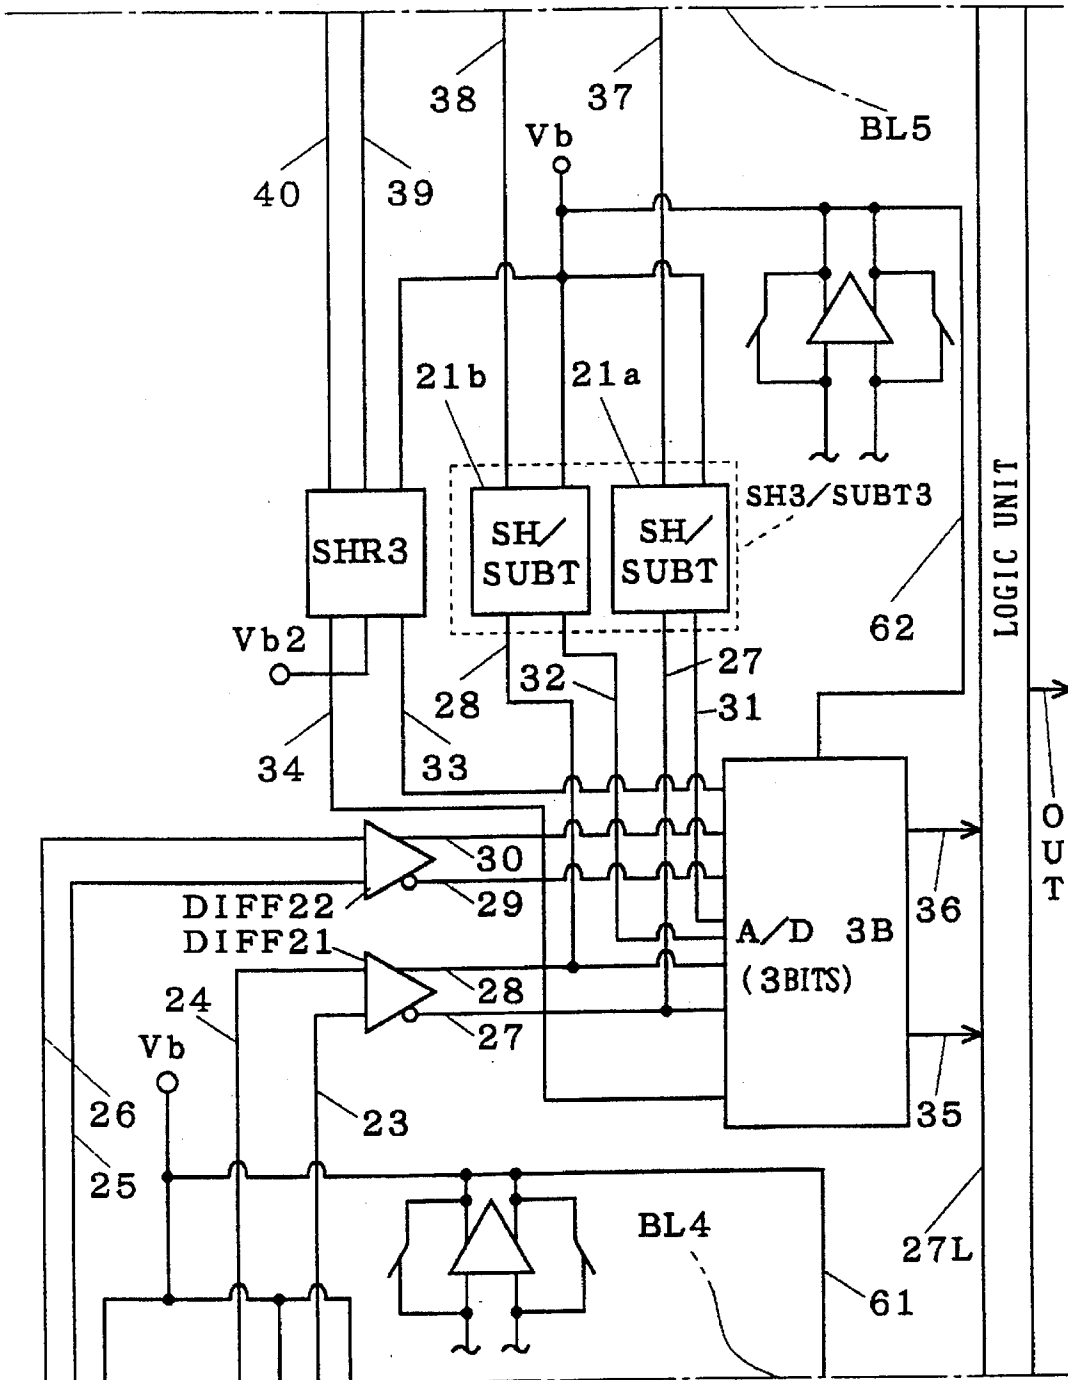 38
37
BL5
Vb
40
39
21b
21a
SH3/SUBT3
LOGIC UNIT
SHR3
SH/
SUBT
SH/
SUBT
62
Vb2
28
32
27
31
34
33
OUT
30
29
DIFF22
DIFF21
36
A/D 3B
(3BITS)
24
28
27
Vb
26
23
35
25
BL4
27L
61